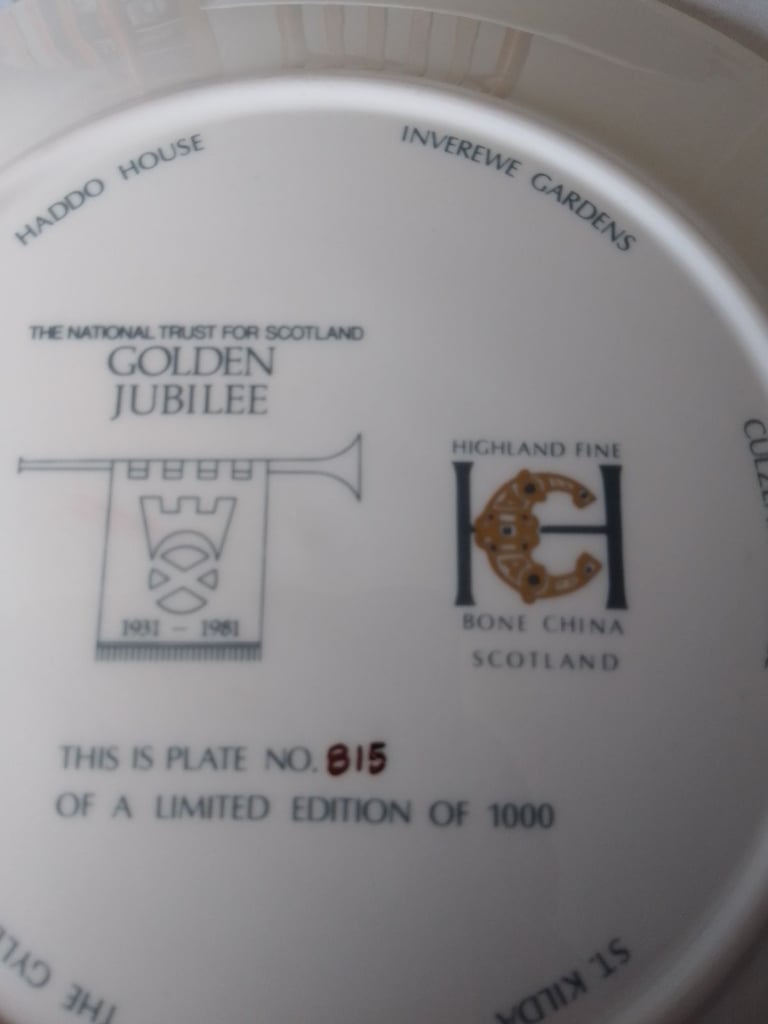 HADDO HOUSE
INVEREWE GARDENS
THE NATIONAL TRUST FOR SCOTLAND
GOLDEN
JUBILEE
1931 – 1981
HIGHLAND FINE
BONE CHINA
SCOTLAND
THIS IS PLATE NO. 815
OF A LIMITED EDITION OF 1000
ST. KILDA
THE